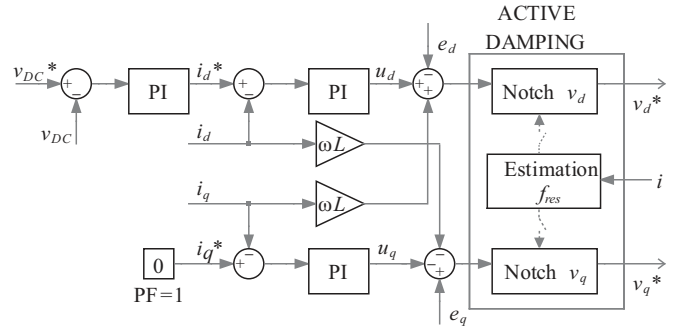 ACTIVE
DAMPING
e_d
v_DC*
+
−
PI
i_d*
+
−
PI
u_d
−
+
+
Notch v_d
v_d*
v_DC
i_d
ωL
Estimation
f_res
i
i_q
ωL
0
PF=1
i_q*
+
−
PI
u_q
−
−
+
Notch v_q
v_q*
e_q